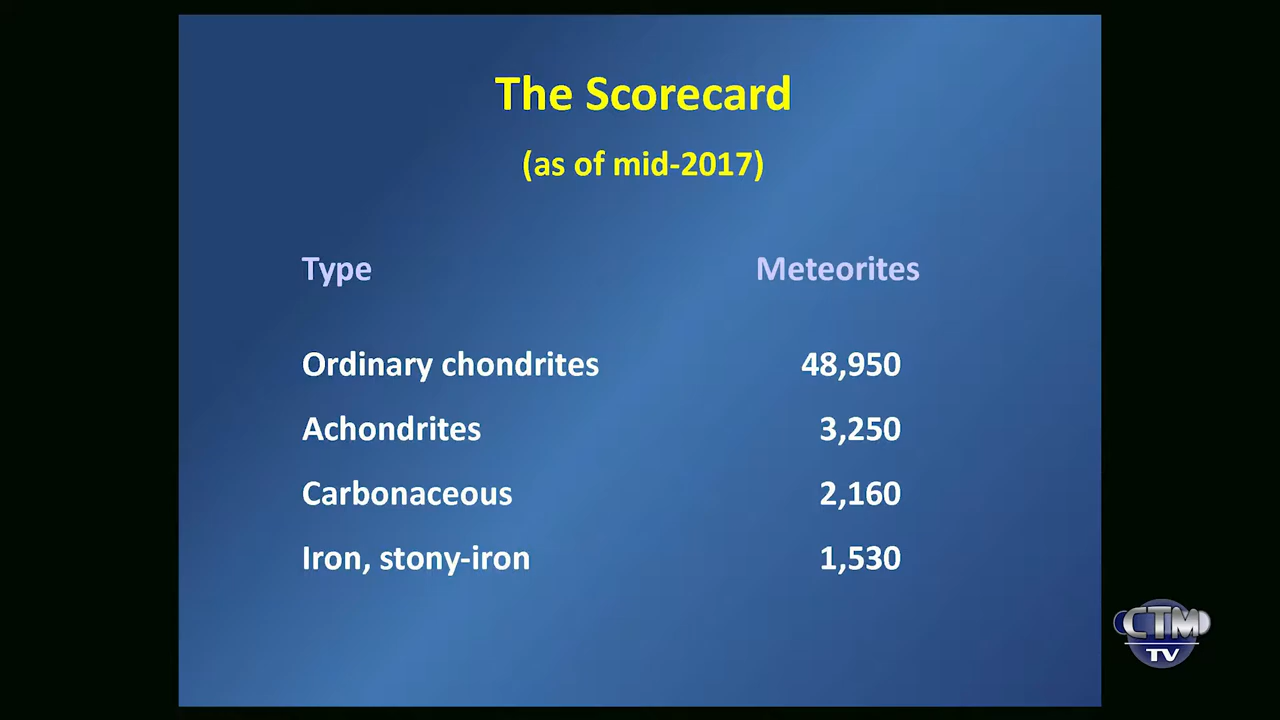 The Scorecard
(as of mid-2017)
Type Meteorites
Ordinary chondrites 48,950
Achondrites 3,250
Carbonaceous 2,160
Iron, stony-iron 1,530
CTM
TV